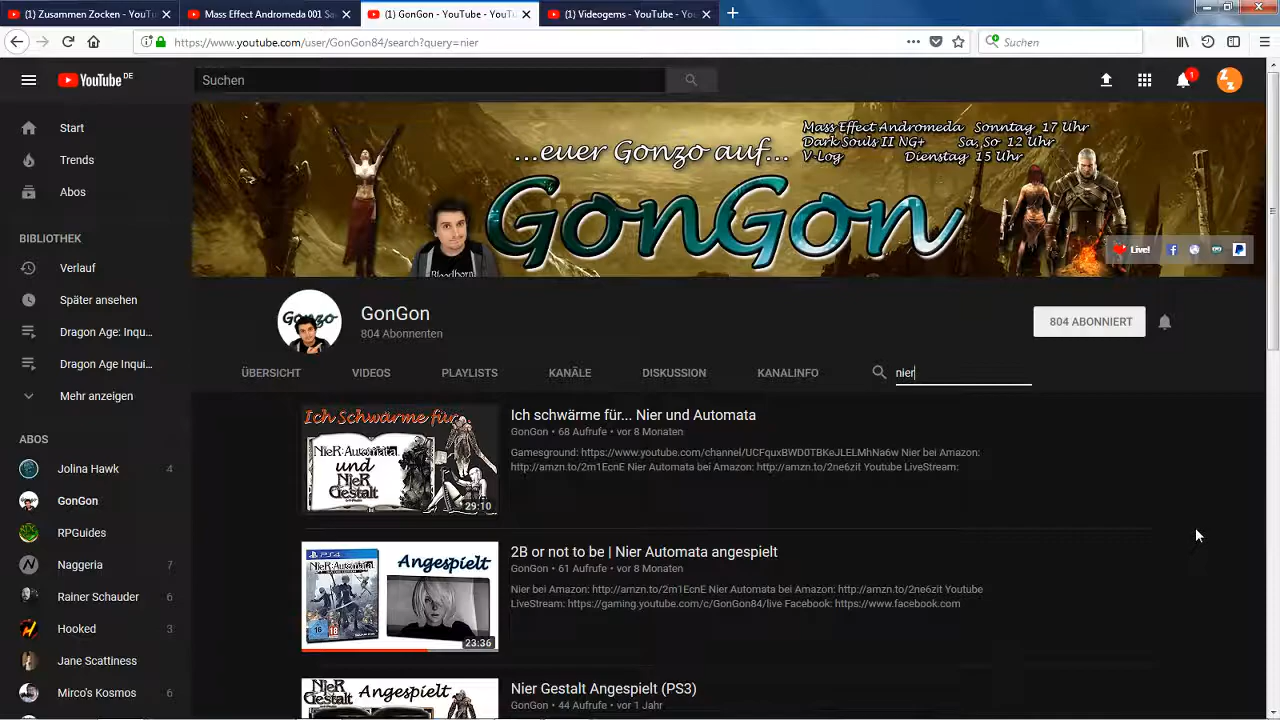 (1) Zusammen Zocken - YouTu
Mass Effect Andromeda 001 Sa
(1) GonGon - YouTube - YouTu
(1) Videogems - YouTube - You
https://www.youtube.com/user/GonGon84/search?query=nier
Suchen
YouTube DE
Suchen
1
Start
Trends
Abos
BIBLIOTHEK
Verlauf
Später ansehen
Dragon Age: Inqu...
Dragon Age Inqui...
Mehr anzeigen
ABOS
Jolina Hawk 4
GonGon
RPGuides
Naggeria 7
Rainer Schauder 6
Hooked 3
Jane Scattiness
Mirco's Kosmos 6
...euer Gonzo auf...
GonGon
Mass Effect Andromeda Sonntag 17 Uhr
Dark Souls II NG+ Sa, So 12 Uhr
V-Log Dienstag 15 Uhr
Bloodborn
Live!
Gonzo
GonGon
804 Abonnenten
804 ABONNIERT
ÜBERSICHT
VIDEOS
PLAYLISTS
KANÄLE
DISKUSSION
KANALINFO
nier
Ich Schwärme für
NieR:Automata
und
NieR
Gestalt
29:10
Ich schwärme für... Nier und Automata
GonGon • 68 Aufrufe • vor 8 Monaten
Gamesground: https://www.youtube.com/channel/UCFquxBWD0TBKeJLELMhNa6w Nier bei Amazon:
http://amzn.to/2m1EcnE Nier Automata bei Amazon: http://amzn.to/2ne6zit Youtube LiveStream:
PS4
NieR:Automata
Angespielt
23:36
2B or not to be | Nier Automata angespielt
GonGon • 61 Aufrufe • vor 8 Monaten
Nier bei Amazon: http://amzn.to/2m1EcnE Nier Automata bei Amazon: http://amzn.to/2ne6zit Youtube
LiveStream: https://gaming.youtube.com/c/GonGon84/live Facebook: https://www.facebook.com
NieR
Gestalt
Angespielt
Nier Gestalt Angespielt (PS3)
GonGon • 44 Aufrufe • vor 1 Jahr